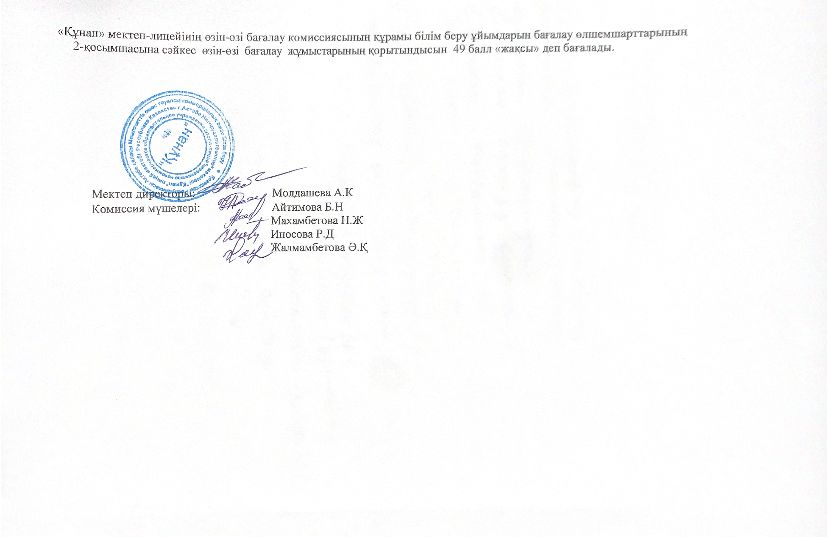 «Құнан» мектеп-лицейінің өзін-өзі бағалау комиссиясының құрамы білім беру ұйымдарын бағалау өлшемшарттарының
2-қосымшасына сәйкес өзін-өзі бағалау жұмыстарының қорытындысын 49 балл «жақсы» деп бағалады.
"Құнан"
Мектеп директоры: Молдашева А.К
Комиссия мүшелері: Айтимова Б.Н
Махамбетова Н.Ж
Иносова Р.Д
Жалмамбетова Ә.Қ